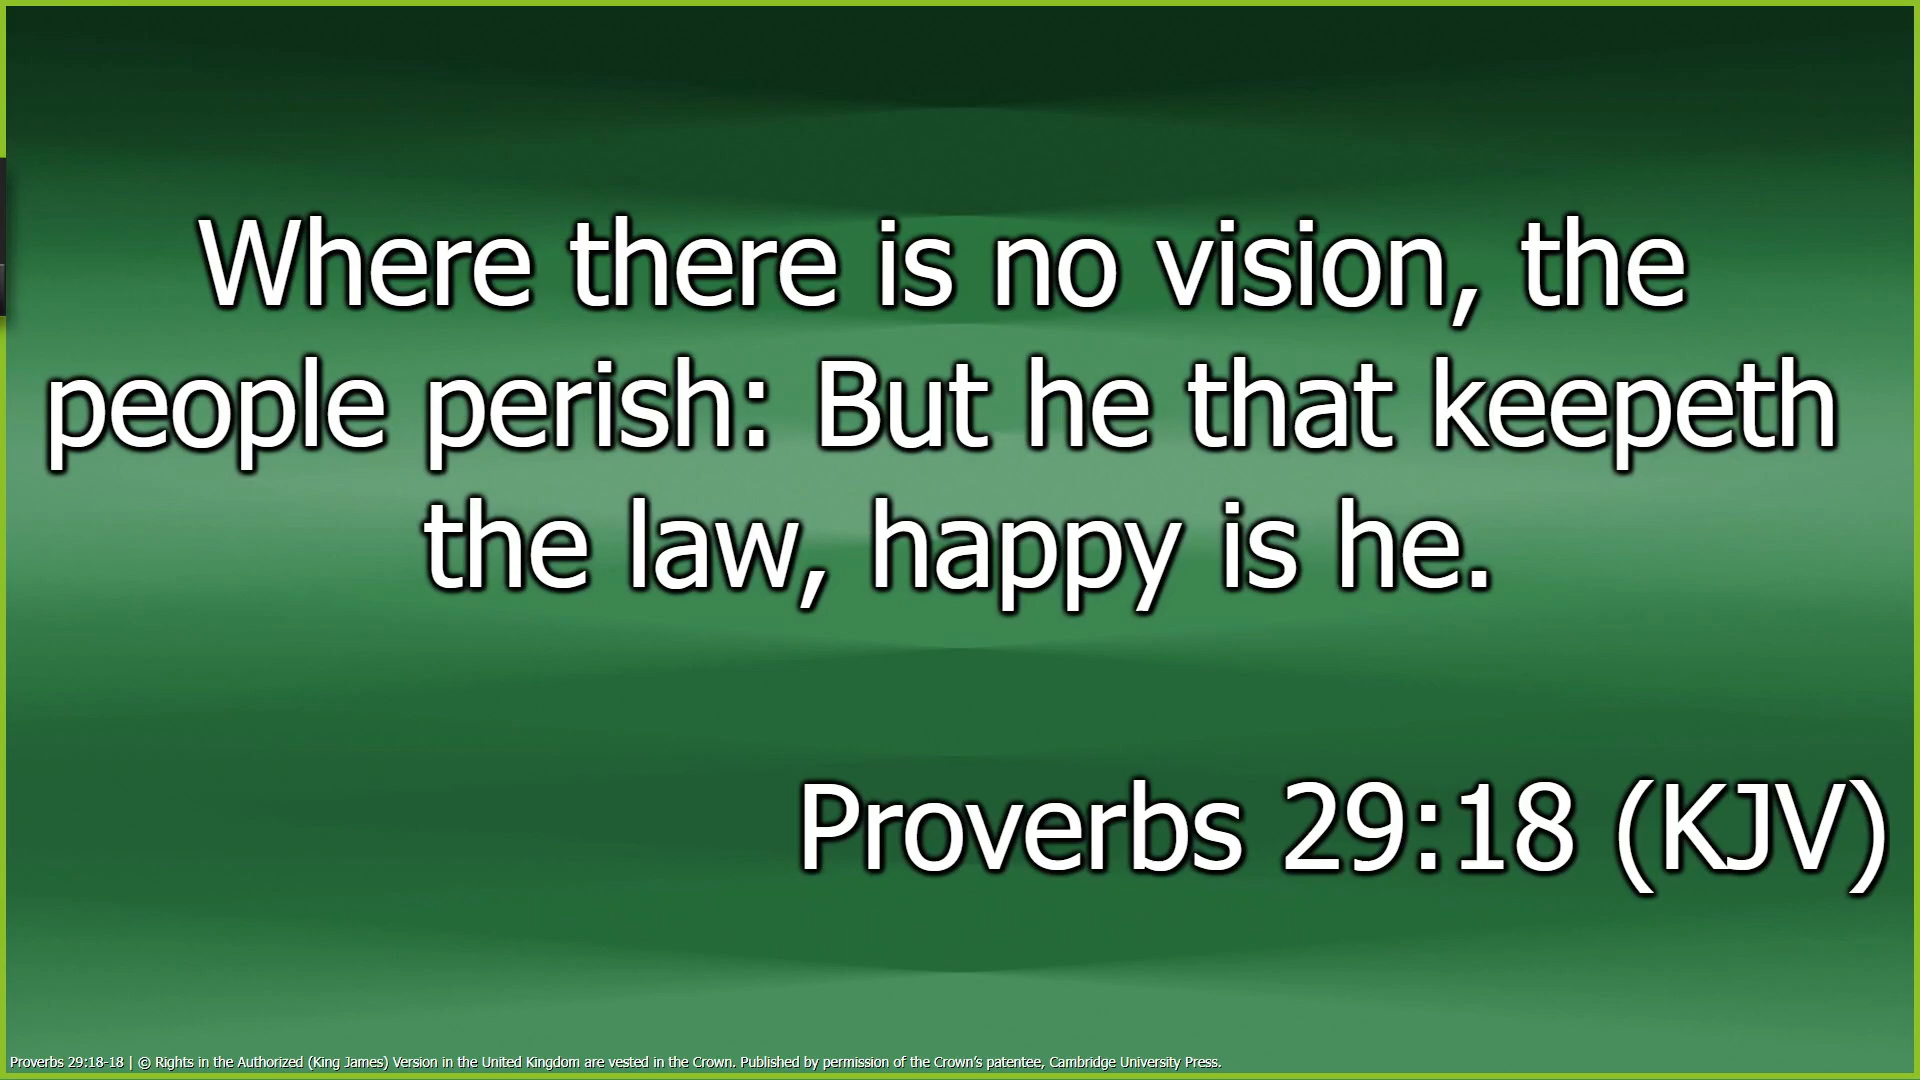 Where there is no vision, the
people perish: But he that keepeth
the law, happy is he.
Proverbs 29:18 (KJV)
Proverbs 29:18-18 | © Rights in the Authorized (King James) Version in the United Kingdom are vested in the Crown. Published by permission of the Crown’s patentee, Cambridge University Press.